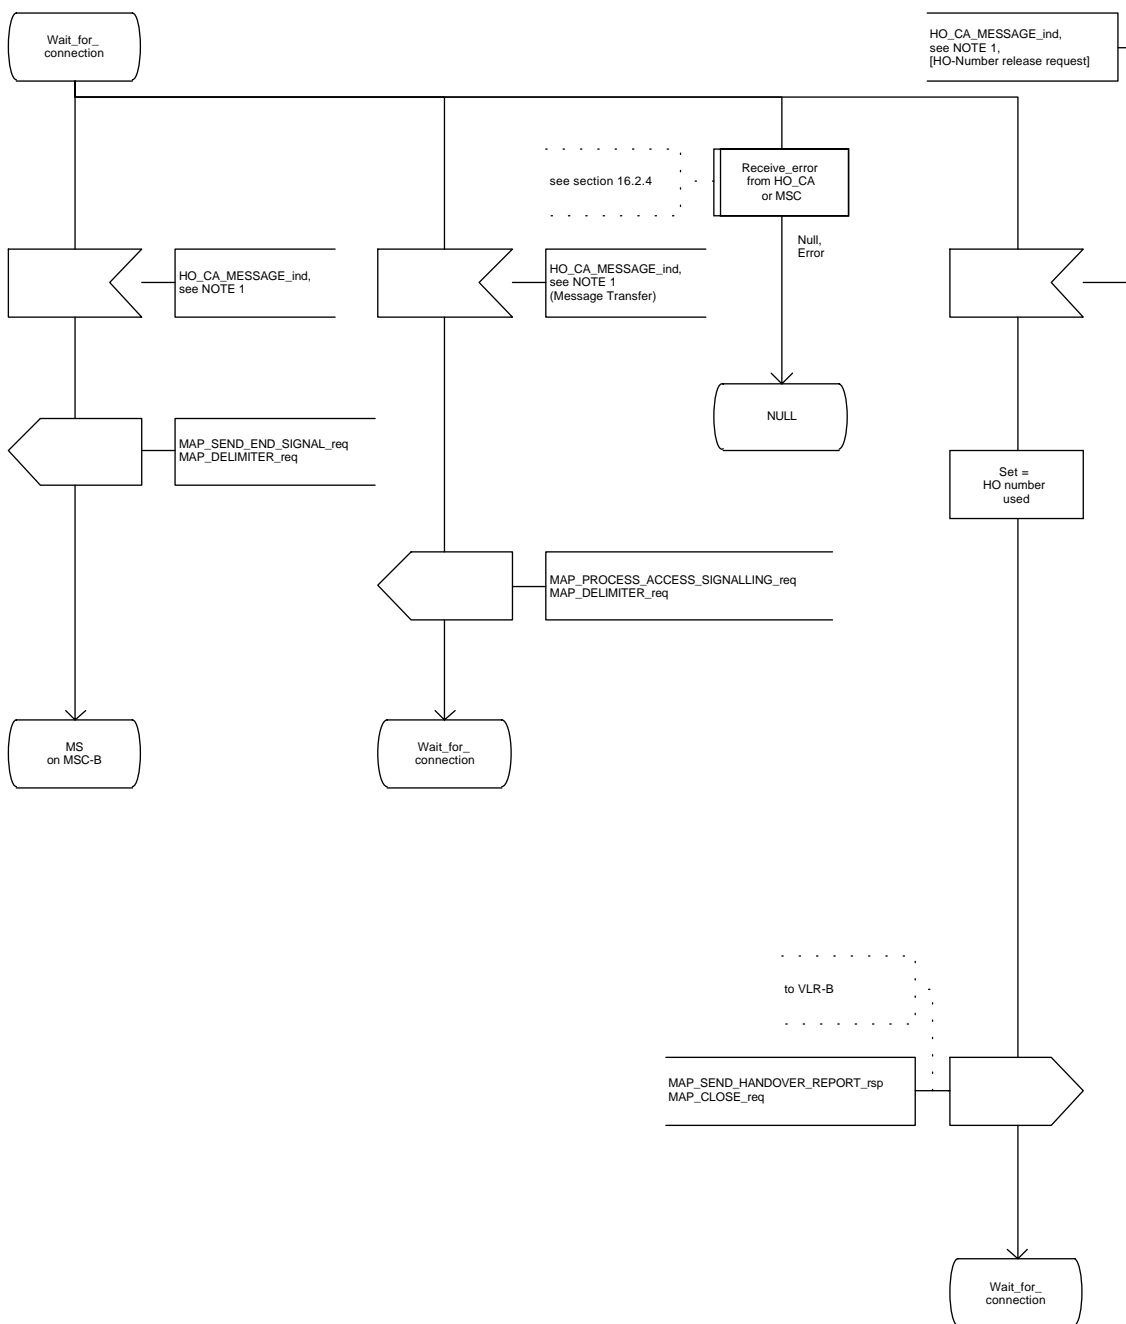 Wait_for_
connection
HO_CA_MESSAGE_ind,
see NOTE 1,
[HO-Number release request]
see section 16.2.4
Receive_error
from HO_CA
or MSC
Null,
Error
HO_CA_MESSAGE_ind,
see NOTE 1
HO_CA_MESSAGE_ind,
see NOTE 1
(Message Transfer)
NULL
MAP_SEND_END_SIGNAL_req
MAP_DELIMITER_req
Set =
HO number
used
MAP_PROCESS_ACCESS_SIGNALLING_req
MAP_DELIMITER_req
MS
on MSC-B
Wait_for_
connection
to VLR-B
MAP_SEND_HANDOVER_REPORT_rsp
MAP_CLOSE_req
Wait_for_
connection